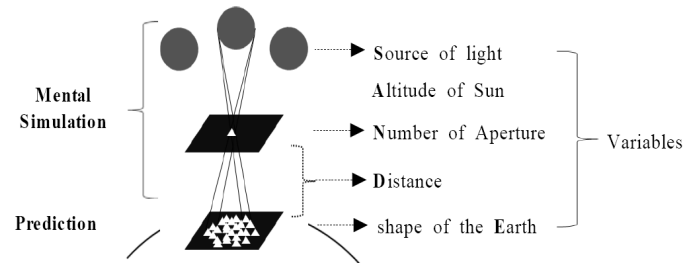 Source of light
Altitude of Sun
Mental
Simulation
Number of Aperture
Variables
Distance
Prediction
shape of the Earth